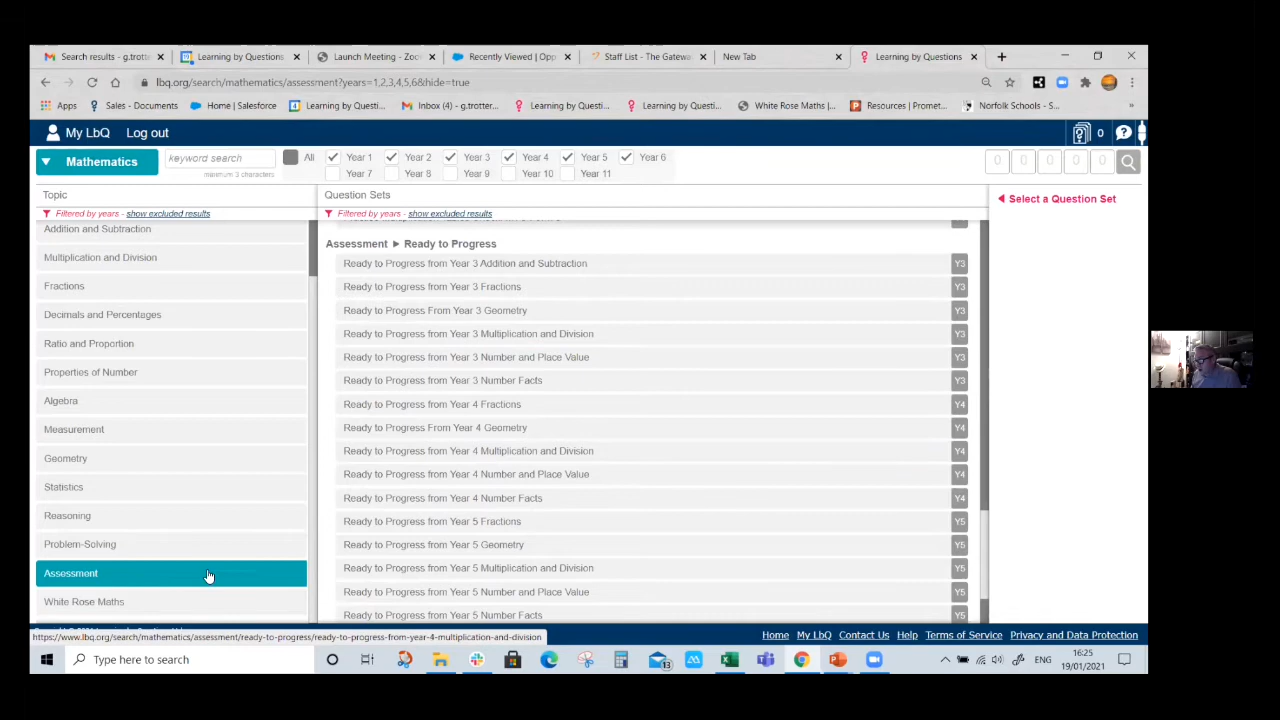 Search results - g.trotta
Learning by Questions
Launch Meeting - Zoo
Recently Viewed | Opp
Staff List - The Gatewa
New Tab
Learning by Questions
lbq.org/search/mathematics/assessment?years=1,2,3,4,5,6&hide=true
Apps
Sales - Documents
Home | Salesforce
Learning by Questi...
Inbox (4) - g.trotter...
Learning by Questi...
Learning by Questi...
White Rose Maths |...
Resources | Promet...
Norfolk Schools - S...
My LbQ Log out
0
Mathematics
keyword search
minimum 3 characters
All Year 1 Year 2 Year 3 Year 4 Year 5 Year 6
Year 7 Year 8 Year 9 Year 10 Year 11
0 0 0 0 0
Topic
Filtered by years - show excluded results
Addition and Subtraction
Multiplication and Division
Fractions
Decimals and Percentages
Ratio and Proportion
Properties of Number
Algebra
Measurement
Geometry
Statistics
Reasoning
Problem-Solving
Assessment
White Rose Maths
Question Sets
Filtered by years - show excluded results
Assessment ► Ready to Progress
Ready to Progress from Year 3 Addition and Subtraction Y3
Ready to Progress from Year 3 Fractions Y3
Ready to Progress From Year 3 Geometry Y3
Ready to Progress from Year 3 Multiplication and Division Y3
Ready to Progress from Year 3 Number and Place Value Y3
Ready to Progress from Year 3 Number Facts Y3
Ready to Progress from Year 4 Fractions Y4
Ready to Progress From Year 4 Geometry Y4
Ready to Progress from Year 4 Multiplication and Division Y4
Ready to Progress from Year 4 Number and Place Value Y4
Ready to Progress from Year 4 Number Facts Y4
Ready to Progress from Year 5 Fractions Y5
Ready to Progress from Year 5 Geometry Y5
Ready to Progress from Year 5 Multiplication and Division Y5
Ready to Progress from Year 5 Number and Place Value Y5
Ready to Progress from Year 5 Number Facts Y5
Select a Question Set
https://www.lbq.org/search/mathematics/assessment/ready-to-progress/ready-to-progress-from-year-4-multiplication-and-division
Home My LbQ Contact Us Help Terms of Service Privacy and Data Protection
Type here to search
13
ENG
16:25
19/01/2021